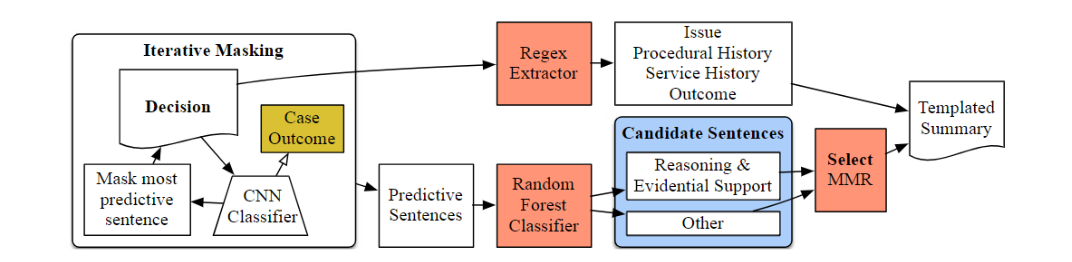 Iterative Masking
Decision
Case
Outcome
Mask most
predictive
sentence
CNN
Classifier
Regex
Extractor
Issue
Procedural History
Service History
Outcome
Predictive
Sentences
Random
Forest
Classifier
Candidate Sentences
Reasoning &
Evidential Support
Other
Select
MMR
Templated
Summary